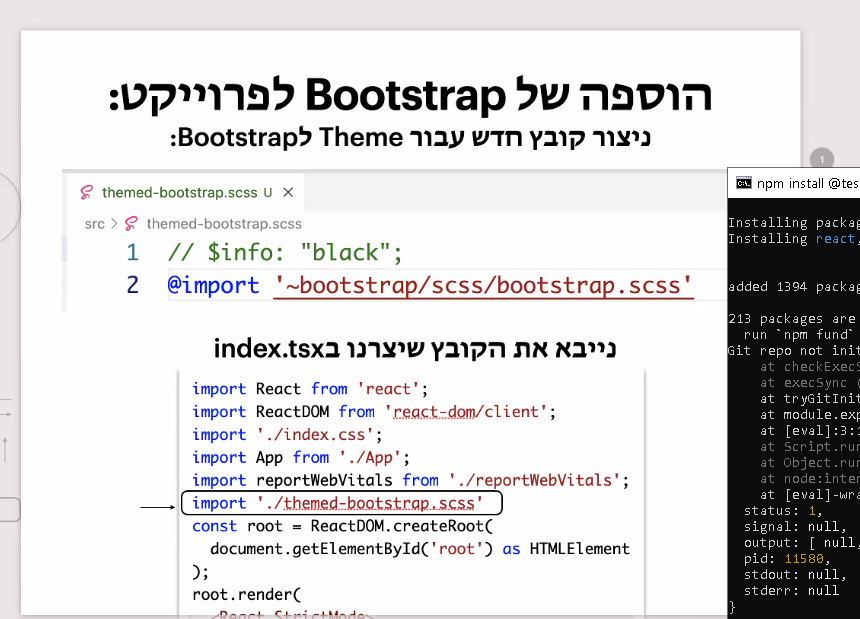 הוספה של Bootstrap לפרוייקט:
ניצור קובץ חדש עבור Theme לBootstrap:
themed-bootstrap.scss U ×
src > themed-bootstrap.scss
1 // $info: "black";
2 @import '~bootstrap/scss/bootstrap.scss'
נייבא את הקובץ שיצרנו בindex.tsx
import React from 'react';
import ReactDOM from 'react-dom/client';
import './index.css';
import App from './App';
import reportWebVitals from './reportWebVitals';
import './themed-bootstrap.scss'
const root = ReactDOM.createRoot(
document.getElementById('root') as HTMLElement
);
root.render(
<React.StrictMode>
1
npm install @tes
Installing packag
Installing react,
added 1394 packag
213 packages are
run `npm fund`
Git repo not init
at checkExecS
at execSync (
at tryGitInit
at module.exp
at [eval]:3:1
at Script.run
at Object.run
at node:inter
at [eval]-wra
status: 1,
signal: null,
output: [ null,
pid: 11580,
stdout: null,
stderr: null
}